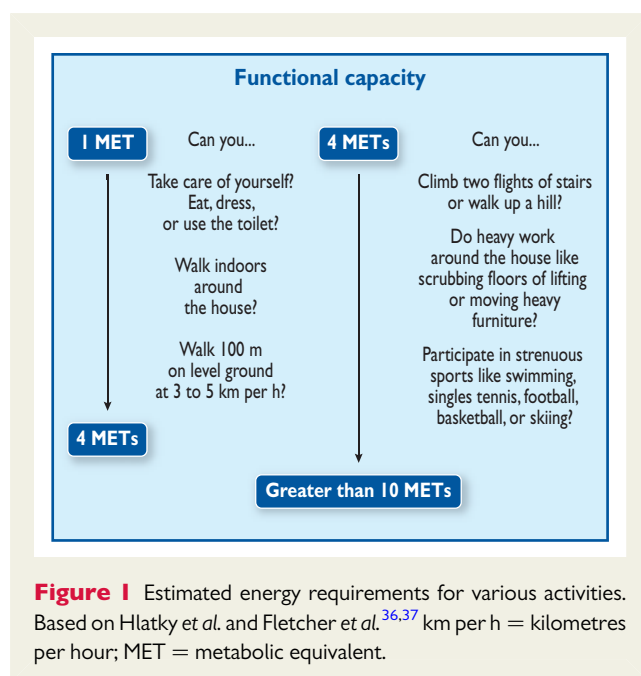 Functional capacity
1 MET
Can you...
Take care of yourself?
Eat, dress,
or use the toilet?
Walk indoors
around
the house?
Walk 100 m
on level ground
at 3 to 5 km per h?
4 METs
4 METs
Can you...
Climb two flights of stairs
or walk up a hill?
Do heavy work
around the house like
scrubbing floors of lifting
or moving heavy
furniture?
Participate in strenuous
sports like swimming,
singles tennis, football,
basketball, or skiing?
Greater than 10 METs
Figure 1 Estimated energy requirements for various activities.
Based on Hlatky et al. and Fletcher et al.36,37 km per h = kilometres
per hour; MET = metabolic equivalent.